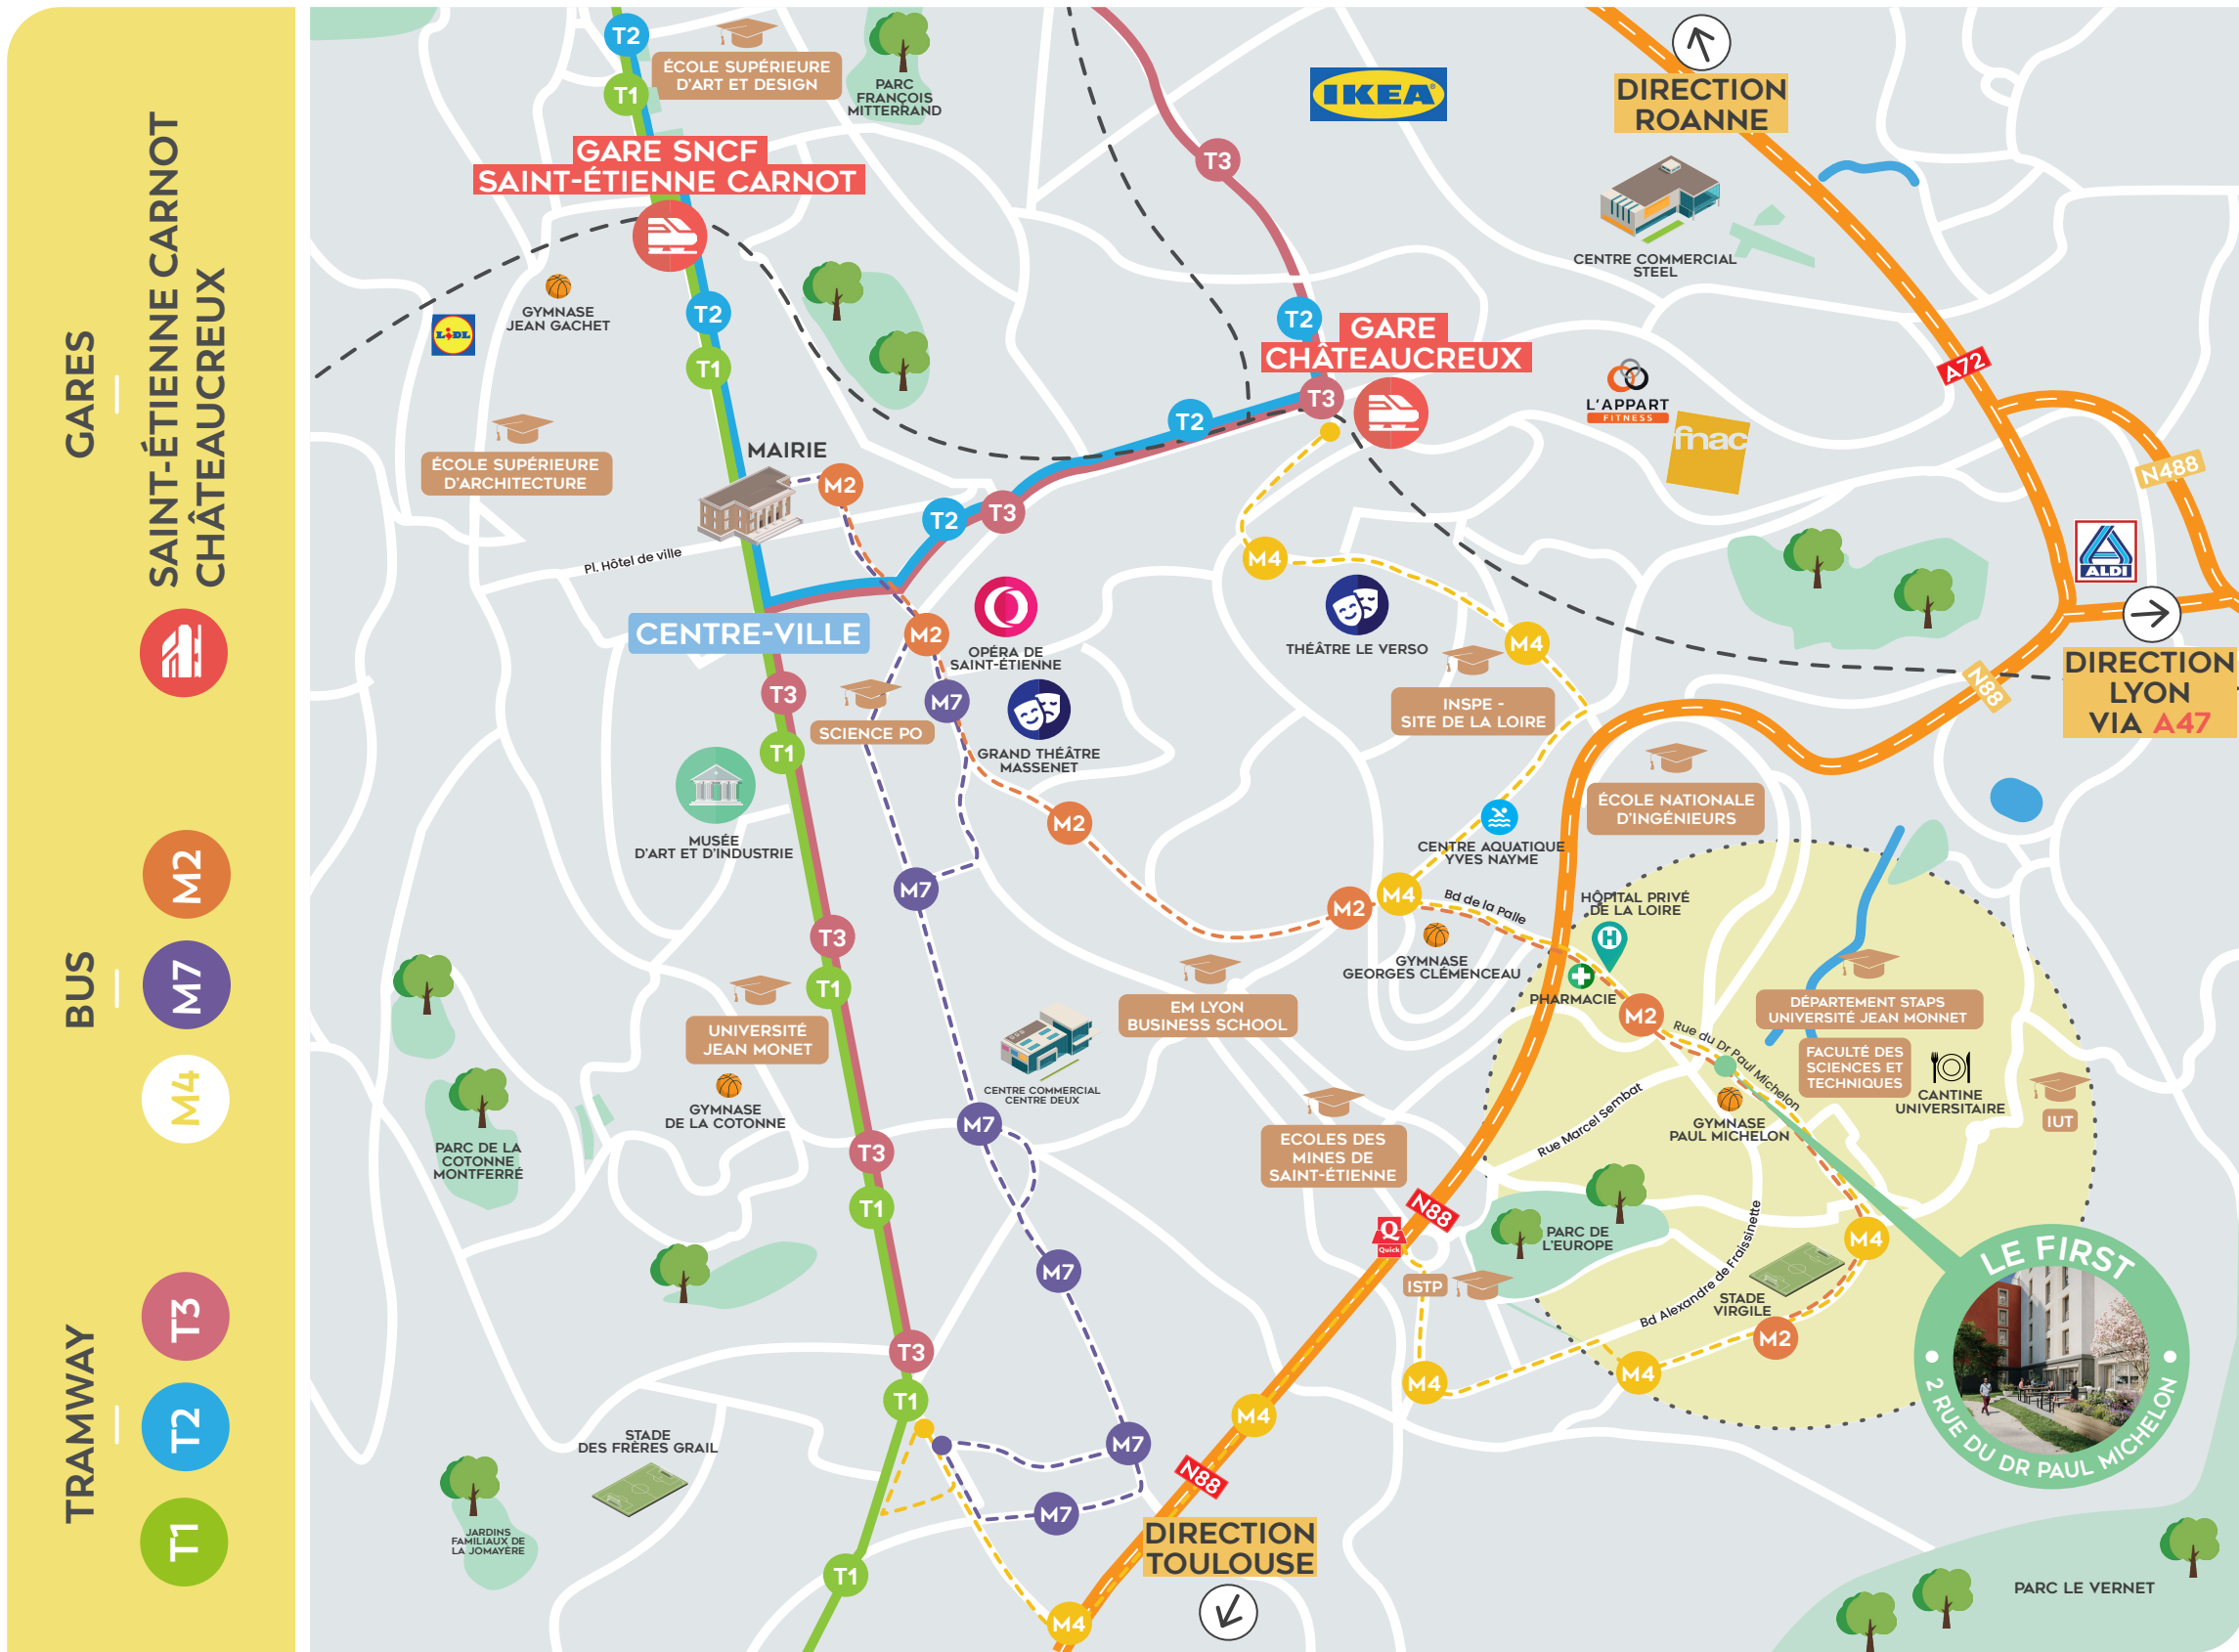 GARES
SAINT-ÉTIENNE CARNOT
CHÂTEAUCREUX
BUS
M2
M7
M4
TRAMWAY
T3
T2
T1
T2
T1
ÉCOLE SUPÉRIEURE
D'ART ET DESIGN
PARC
FRANÇOIS
MITTERRAND
GARE SNCF
SAINT-ÉTIENNE CARNOT
T3
IKEA
DIRECTION
ROANNE
CENTRE COMMERCIAL
STEEL
GYMNASE
JEAN GACHET
LIDL
T2
T1
T2
GARE
CHÂTEAUCREUX
T3
T2
A72
L'APPART
FITNESS
fnac
N488
ÉCOLE SUPÉRIEURE
D'ARCHITECTURE
MAIRIE
M2
T2
T3
Pl. Hôtel de ville
M4
ALDI
CENTRE-VILLE
M2
OPÉRA DE
SAINT-ÉTIENNE
THÉÂTRE LE VERSO
M4
DIRECTION
LYON
VIA A47
N88
T3
SCIENCE PO
M7
INSPE -
SITE DE LA LOIRE
T1
GRAND THÉÂTRE
MASSENET
MUSÉE
D'ART ET D'INDUSTRIE
M2
ÉCOLE NATIONALE
D'INGÉNIEURS
CENTRE AQUATIQUE
YVES NAYME
M7
M2
M4
Bd de la Palle
HÔPITAL PRIVÉ
DE LA LOIRE
H
T3
T1
GYMNASE
GEORGES CLÉMENCEAU
PHARMACIE
EM LYON
BUSINESS SCHOOL
M2
Rue du Dr Paul Michelon
DÉPARTEMENT STAPS
UNIVERSITÉ JEAN MONNET
UNIVERSITÉ
JEAN MONET
FACULTÉ DES
SCIENCES ET
TECHNIQUES
CANTINE
UNIVERSITAIRE
IUT
GYMNASE
DE LA COTONNE
CENTRE COMMERCIAL
CENTRE DEUX
M7
Rue Marcel Sembat
GYMNASE
PAUL MICHELON
PARC DE LA
COTONNE
MONTFERRÉ
T3
T1
ECOLES DES
MINES DE
SAINT-ÉTIENNE
N88
Q
Quick
PARC DE
L'EUROPE
M4
M7
ISTP
Bd Alexandre de Fraissinette
STADE
VIRGILE
M2
M4
M4
LE FIRST
2 RUE DU DR PAUL MICHELON
T3
T1
M4
STADE
DES FRÈRES GRAIL
M7
N88
M7
JARDINS
FAMILIAUX DE
LA JOMAYÈRE
DIRECTION
TOULOUSE
T1
M4
PARC LE VERNET